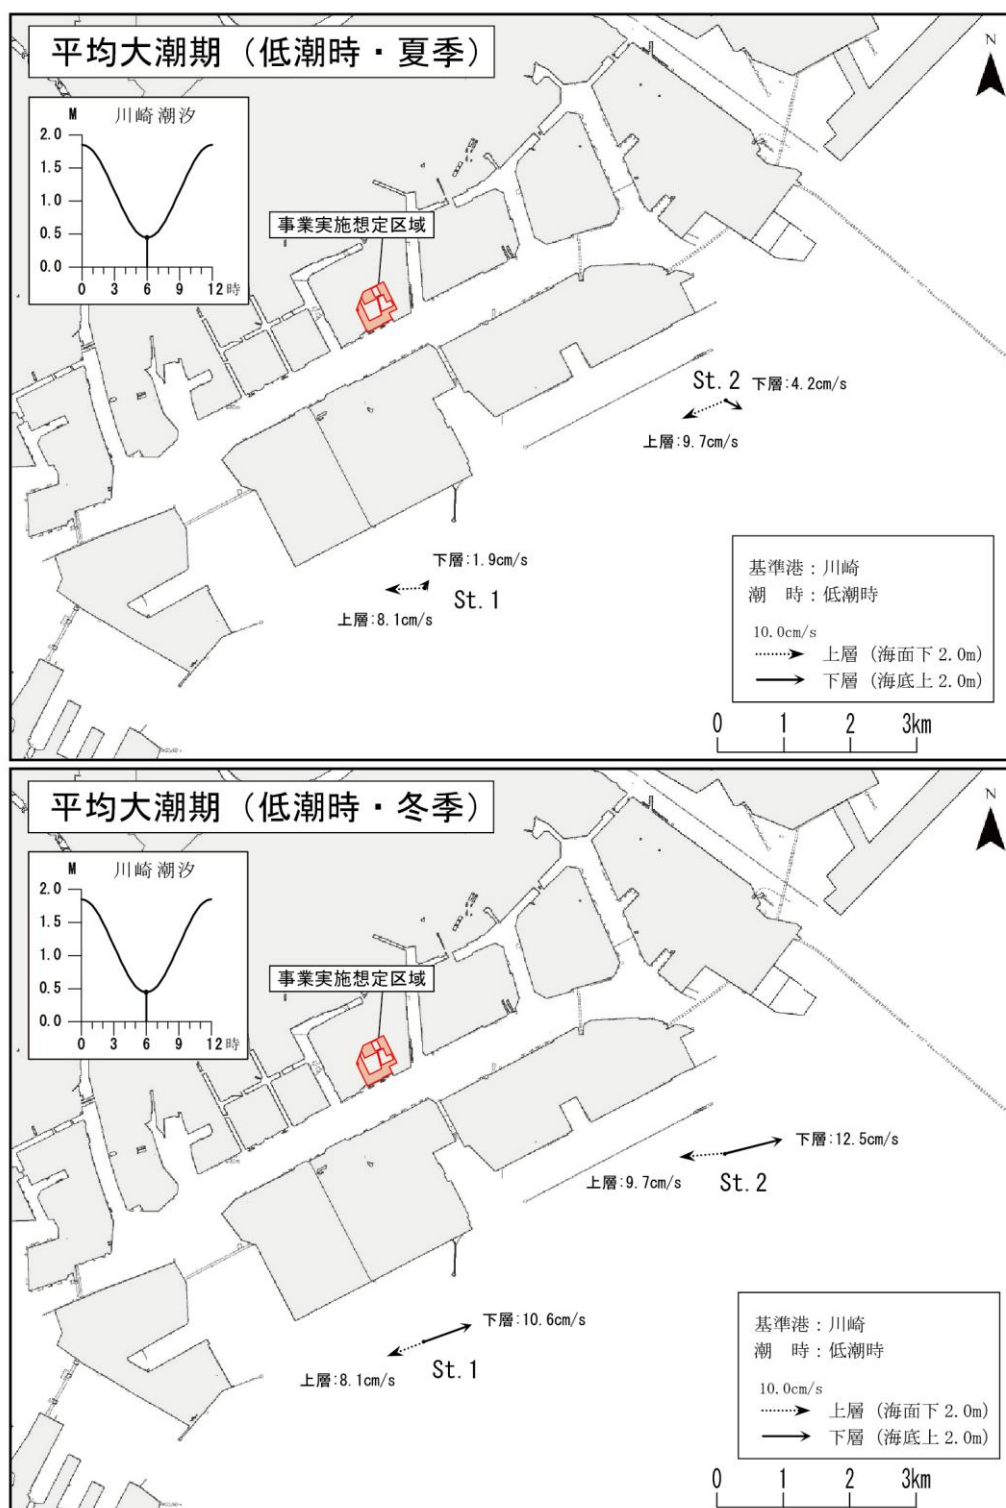 平均大潮期（低潮時・夏季）
N
M 川崎潮汐
2.0
1.5
1.0
0.5
0.0
0 3 6 9 12時
事業実施想定区域
St.2 下層:4.2cm/s
上層:9.7cm/s
下層:1.9cm/s
St.1
上層:8.1cm/s
基準港：川崎
潮　時：低潮時
10.0cm/s
上層（海面下2.0m）
下層（海底上2.0m）
0 1 2 3km
平均大潮期（低潮時・冬季）
N
M 川崎潮汐
2.0
1.5
1.0
0.5
0.0
0 3 6 9 12時
事業実施想定区域
下層:12.5cm/s
上層:9.7cm/s St.2
下層:10.6cm/s
St.1
上層:8.1cm/s
基準港：川崎
潮　時：低潮時
10.0cm/s
上層（海面下2.0m）
下層（海底上2.0m）
0 1 2 3km